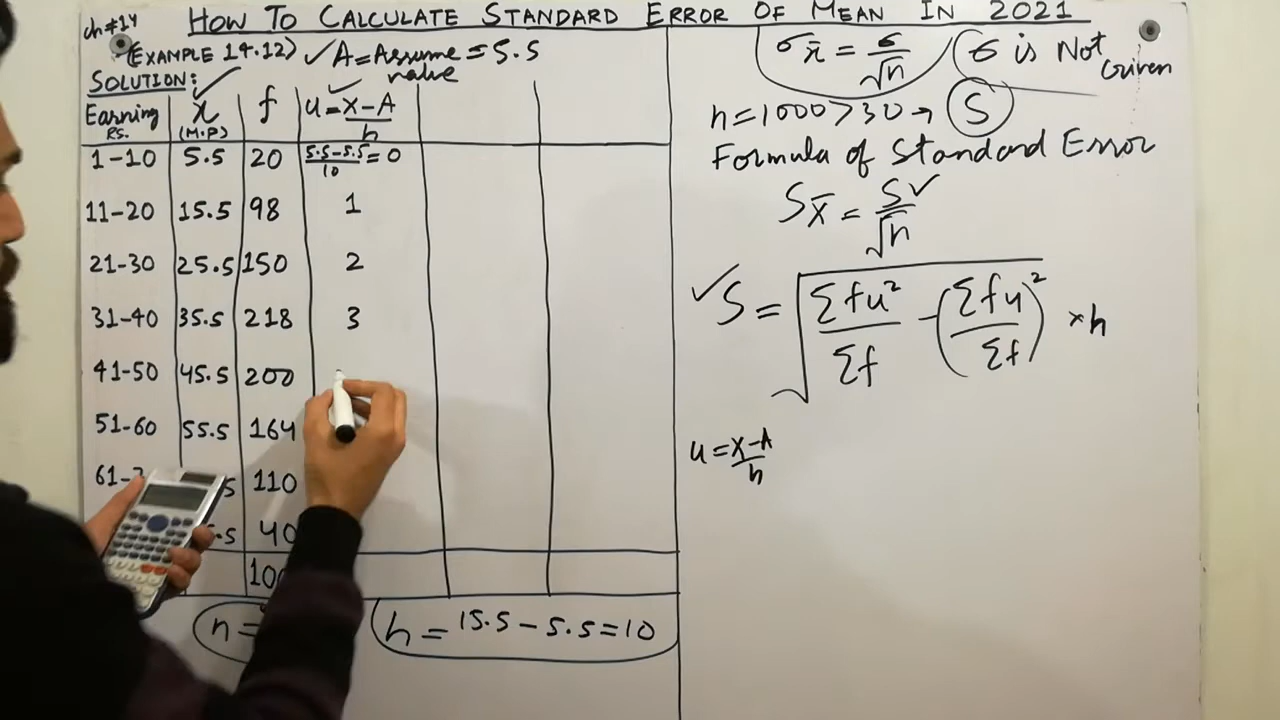 ch#14 HOW TO CALCULATE STANDARD ERROR OF MEAN IN 2021
(EXAMPLE 14.12) ✓ A=Assume=5.5
value
SOLUTION: ✓
Earning x f u=x-A/h
RS. (M.P)
1-10 5.5 20 5.5-5.5/10=0
11-20 15.5 98 1
21-30 25.5 150 2
31-40 35.5 218 3
41-50 45.5 200
51-60 55.5 164
110
40
h=15.5-5.5=10
σx̄=σ/√n σ is Not Given
n=1000>30→ S
Formula of Standard Error
Sx̄=S/√n ✓
✓ S=√(Σfu²/Σf-(Σfu/Σf)²) ×h
u=x-A/h